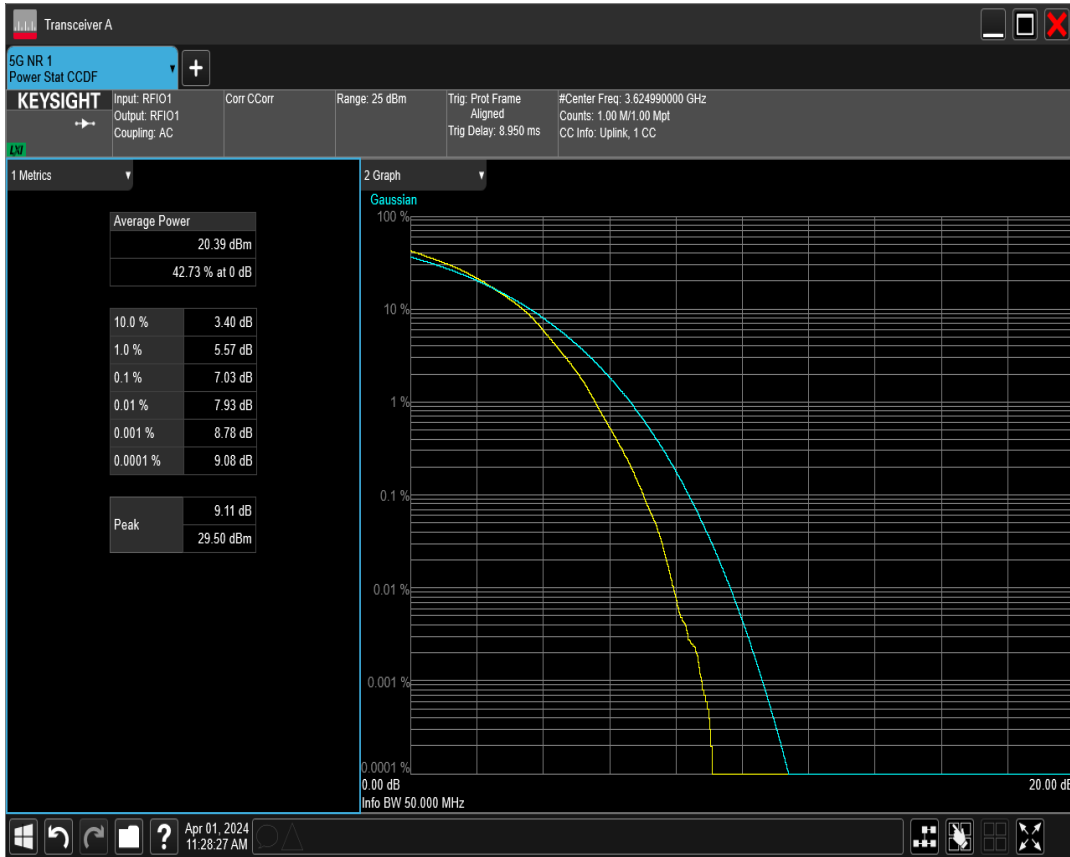 Transceiver A
5G NR 1
Power Stat CCDF
+
KEYSIGHT
LXI
Input: RFIO1
Output: RFIO1
Coupling: AC
Corr CCorr
Range: 25 dBm
Trig: Prot Frame
Aligned
Trig Delay: 8.950 ms
#Center Freq: 3.624990000 GHz
Counts: 1.00 M/1.00 Mpt
CC Info: Uplink, 1 CC
1 Metrics
Average Power
20.39 dBm
42.73 % at 0 dB
10.0 % 3.40 dB
1.0 % 5.57 dB
0.1 % 7.03 dB
0.01 % 7.93 dB
0.001 % 8.78 dB
0.0001 % 9.08 dB
Peak
9.11 dB
29.50 dBm
2 Graph
Gaussian
100 %
10 %
1 %
0.1 %
0.01 %
0.001 %
0.0001 %
0.00 dB
20.00 dB
Info BW 50.000 MHz
?
Apr 01, 2024
11:28:27 AM